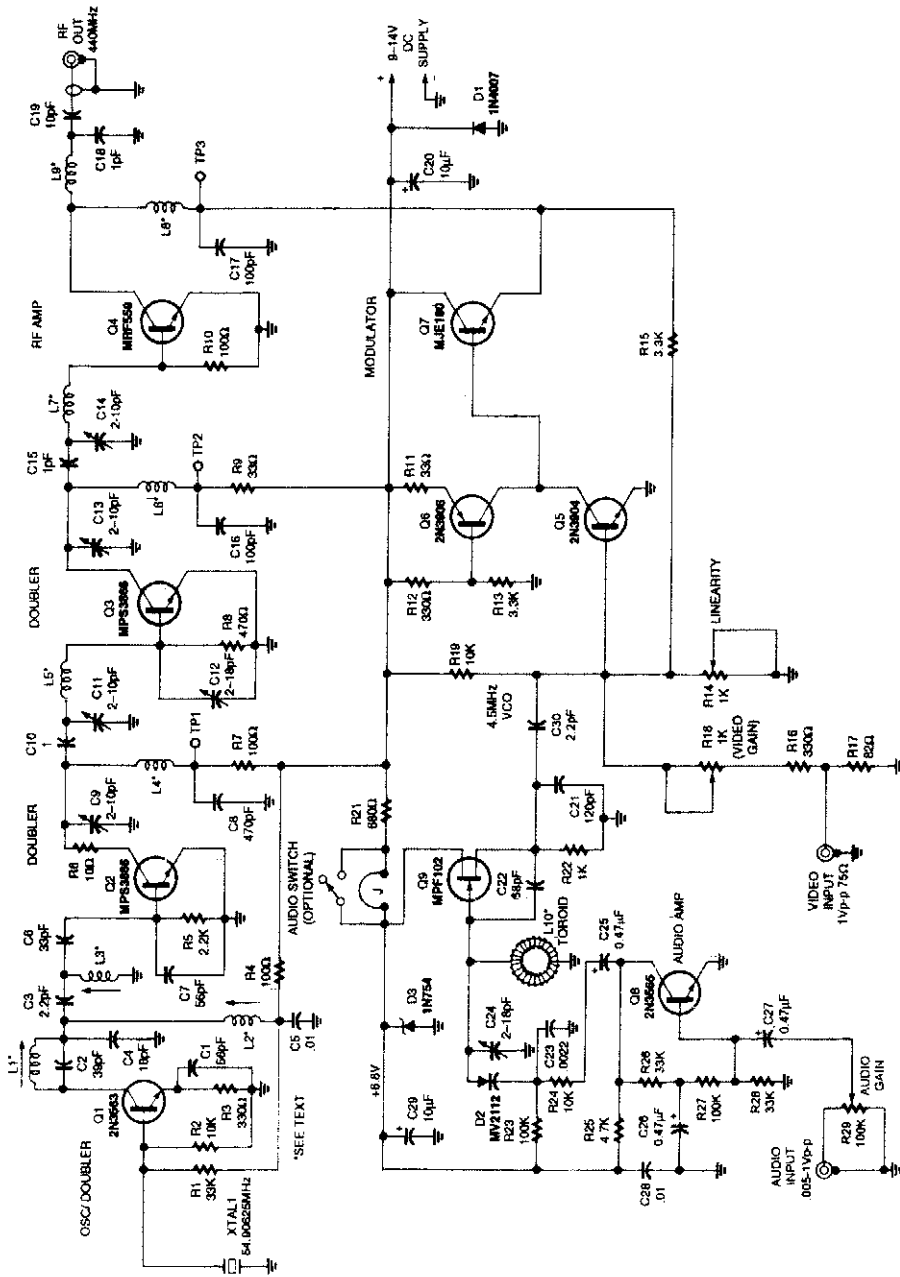 RF
OUT
440MHz
C19
10pF
C18
1pF
L9*
L8*
TP3
C17
100pF
RF AMP
Q4
MRF559
R10
100Ω
L7*
C14
2-10pF
C15
1pF
C13
2-10pF
L6*
TP2
R9
33Ω
C16
100pF
DOUBLER
Q3
MPS3866
R8
470Ω
C12
2-18pF
L5*
C11
2-10pF
C10
L4*
TP1
R7
100Ω
C8
470pF
C9
2-10pF
DOUBLER
R6
10Ω
Q2
MPS3866
R5
2.2K
C7
56pF
C6
33pF
L3*
C3
2.2pF
R4
100Ω
L2*
C5
.01
L1*
C2
39pF
C4
18pF
C1
56pF
Q1
2N3563
R3
330Ω
R2
10K
R1
33K
OSC/DOUBLER
XTAL1
54.90625MHz
*SEE TEXT
9-14V
DC
SUPPLY
+
-
D1
1N4007
C20
10µF
MODULATOR
Q7
MJE180
R15
3.3K
R11
33Ω
Q6
2N3906
Q5
2N3904
R12
330Ω
R13
3.3K
R19
10K
LINEARITY
R14
1K
R18
1K
(VIDEO
GAIN)
R16
330Ω
R17
82Ω
VIDEO
INPUT
1Vp-p 75Ω
4.5MHz
VCO
C30
2.2pF
C21
120pF
R22
1K
C22
68pF
R21
680Ω
AUDIO SWITCH
(OPTIONAL)
J
Q9
MPF102
L10*
TOROID
D3
1N754
+6.8V
C29
10µF
C24
2-18pF
D2
MV2112
C23
.0022
R23
100K
R24
10K
C25
0.47µF
AUDIO AMP
Q8
2N3565
R25
4.7K
R26
33K
C26
0.47µF
R27
100K
R28
33K
C27
0.47µF
C28
.01
AUDIO
GAIN
R29
100K
AUDIO
INPUT
.005-1Vp-p